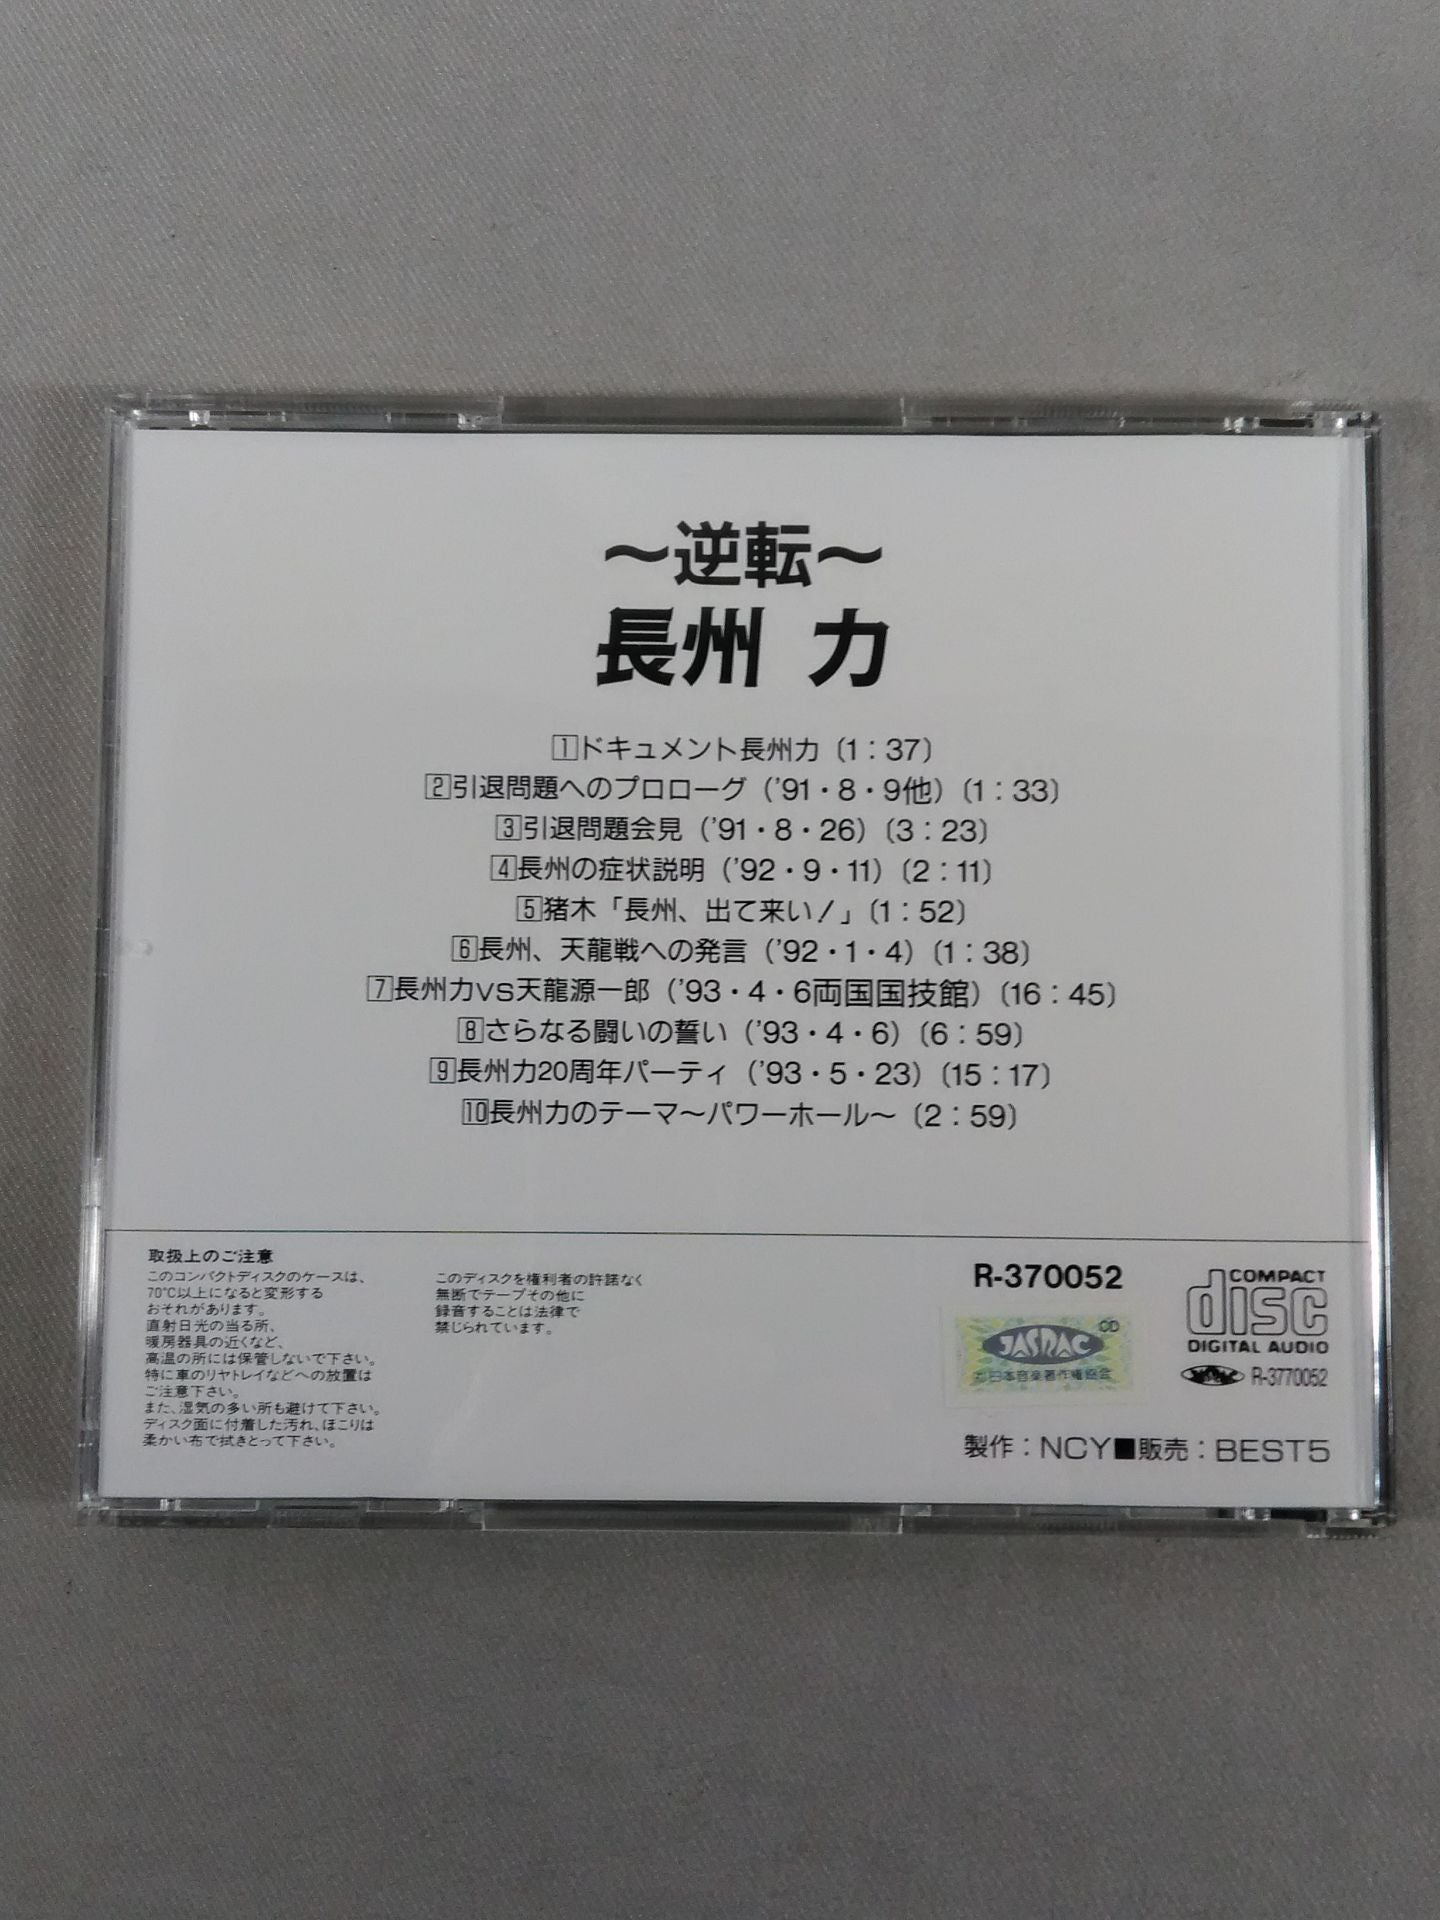 ～逆転～
長州 力
1ドキュメント長州力〔1：37〕
2引退問題へのプロローグ（'91・8・9他）〔1：33〕
3引退問題会見（'91・8・26）〔3：23〕
4長州の症状説明（'92・9・11）〔2：11〕
5猪木「長州、出て来い！」〔1：52〕
6長州、天龍戦への発言（'92・1・4）〔1：38〕
7長州力VS天龍源一郎（'93・4・6両国国技館）〔16：45〕
8さらなる闘いの誓い（'93・4・6）〔6：59〕
9長州力20周年パーティ（'93・5・23）〔15：17〕
10長州力のテーマ～パワーホール～〔2：59〕
取扱上のご注意
このコンパクトディスクのケースは、
70℃以上になると変形する
おそれがあります。
直射日光の当る所、
暖房器具の近くなど、
高温の所には保管しないで下さい。
特に車のリヤトレイなどへの放置は
ご注意下さい。
また、湿気の多い所も避けて下さい。
ディスク面に付着した汚れ、ほこりは
柔かい布で拭きとって下さい。
このディスクを権利者の許諾なく
無断でテープその他に
録音することは法律で
禁じられています。
R-370052
CD
JASRAC
日本音楽著作権協会
COMPACT
disc
DIGITAL AUDIO
R-3770052
製作：NCY■販売：BEST5